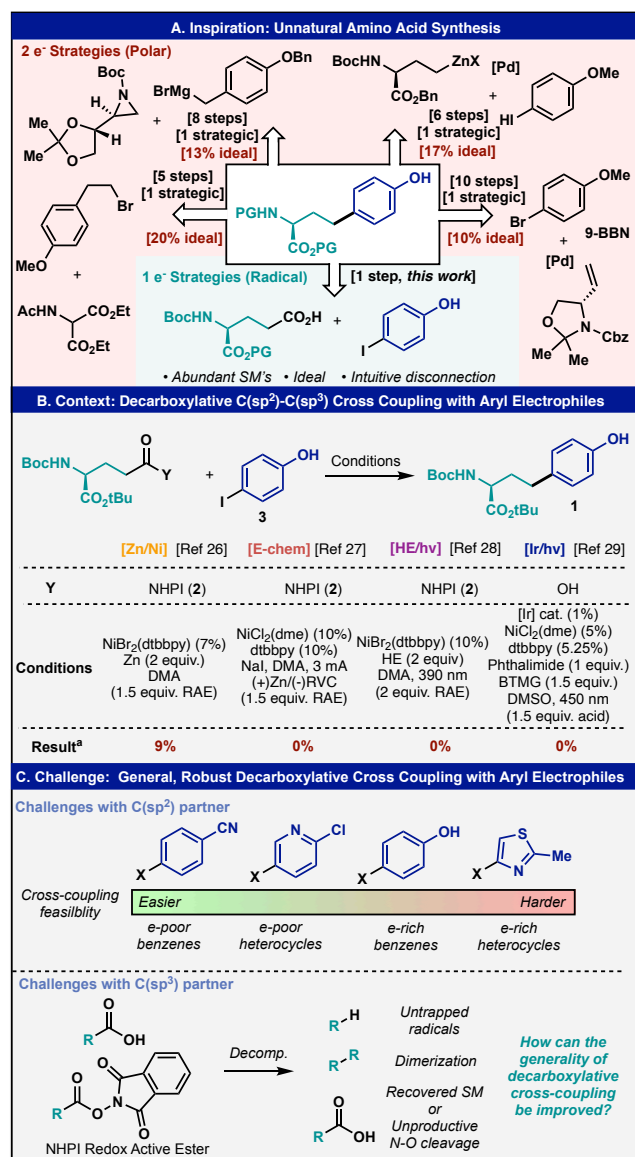 A. Inspiration: Unnatural Amino Acid Synthesis
2 e- Strategies (Polar)
Boc
N
H
H
O
O
Me
Me
+
BrMg
OBn
[8 steps]
[1 strategic]
[13% ideal]
BocHN
ZnX
CO2Bn
[Pd]
+
OMe
HI
[6 steps]
[1 strategic]
[17% ideal]
Br
MeO
+
AcHN
CO2Et
CO2Et
[5 steps]
[1 strategic]
[20% ideal]
PGHN
CO2PG
OH
[10 steps]
[1 strategic]
[10% ideal]
OMe
Br
9-BBN
+
[Pd]
O
N
Cbz
Me
Me
1 e- Strategies (Radical)
[1 step, this work]
BocHN
CO2H
CO2PG
+
OH
I
• Abundant SM's • Ideal • Intuitive disconnection
B. Context: Decarboxylative C(sp2)-C(sp3) Cross Coupling with Aryl Electrophiles
BocHN
O
Y
CO2tBu
+
OH
I
3
Conditions
BocHN
CO2tBu
OH
1
[Zn/Ni] [Ref 26] [E-chem] [Ref 27] [HE/hv] [Ref 28] [Ir/hv] [Ref 29]
Y NHPI (2) NHPI (2) NHPI (2) OH
Conditions
NiBr2(dtbbpy) (7%)
Zn (2 equiv.)
DMA
(1.5 equiv. RAE)
NiCl2(dme) (10%)
dtbbpy (10%)
NaI, DMA, 3 mA
(+)Zn/(-)RVC
(1.5 equiv. RAE)
NiBr2(dtbbpy) (10%)
HE (2 equiv)
DMA, 390 nm
(2 equiv. RAE)
[Ir] cat. (1%)
NiCl2(dme) (5%)
dtbbpy (5.25%)
Phthalimide (1 equiv.)
BTMG (1.5 equiv.)
DMSO, 450 nm
(1.5 equiv. acid)
Resulta 9% 0% 0% 0%
C. Challenge: General, Robust Decarboxylative Cross Coupling with Aryl Electrophiles
Challenges with C(sp2) partner
X
CN
X
N
Cl
X
OH
X
S
N
Me
Cross-coupling
feasilblity
Easier
Harder
e-poor
benzenes
e-poor
heterocycles
e-rich
benzenes
e-rich
heterocycles
Challenges with C(sp3) partner
R
O
OH
R
O
O
N
O
O
NHPI Redox Active Ester
Decomp.
R
H
Untrapped
radicals
R
R
Dimerization
R
O
OH
Recovered SM
or
Unproductive
N-O cleavage
How can the
generality of
decarboxylative
cross-coupling
be improved?